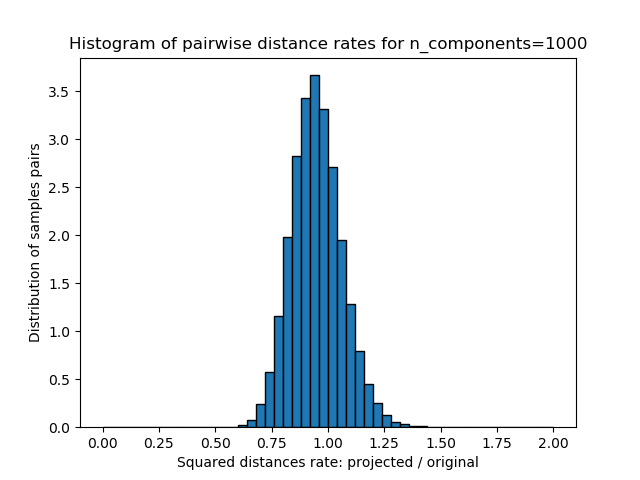 Histogram of pairwise distance rates for n_components=1000
Distribution of samples pairs
3.5
3.0
2.5
2.0
1.5
1.0
0.5
0.0
0.00 0.25 0.50 0.75 1.00 1.25 1.50 1.75 2.00
Squared distances rate: projected / original